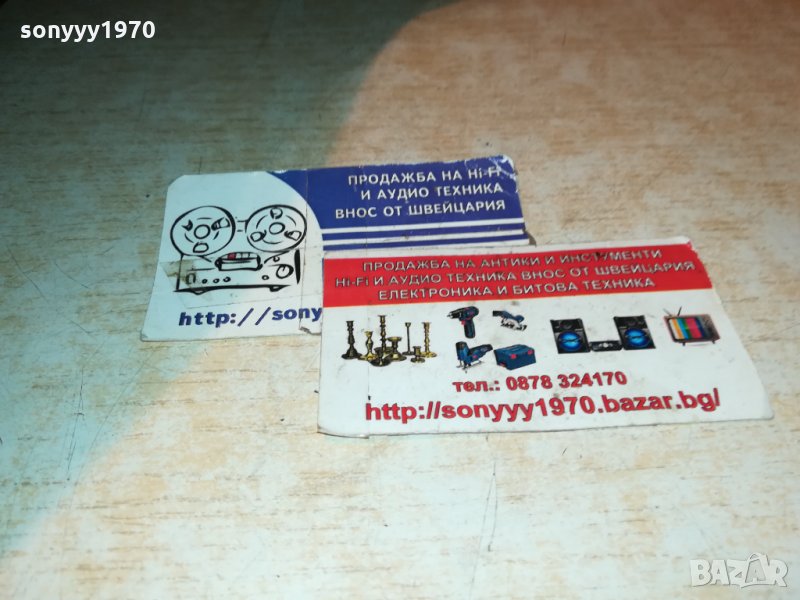 sonyyy1970
ПРОДАЖБА НА Hi-Fi
И АУДИО ТЕХНИКА
ВНОС ОТ ШВЕЙЦАРИЯ
http://sony
ПРОДАЖБА НА АНТИКИ И ИНСТУМЕНТИ
Hi-Fi И АУДИО ТЕХНИКА ВНОС ОТ ШВЕЙЦАРИЯ
ЕЛЕКТРОНИКА И БИТОВА ТЕХНИКА
тел.: 0878 324170
http://sonyyy1970.bazar.bg/
BAZAR